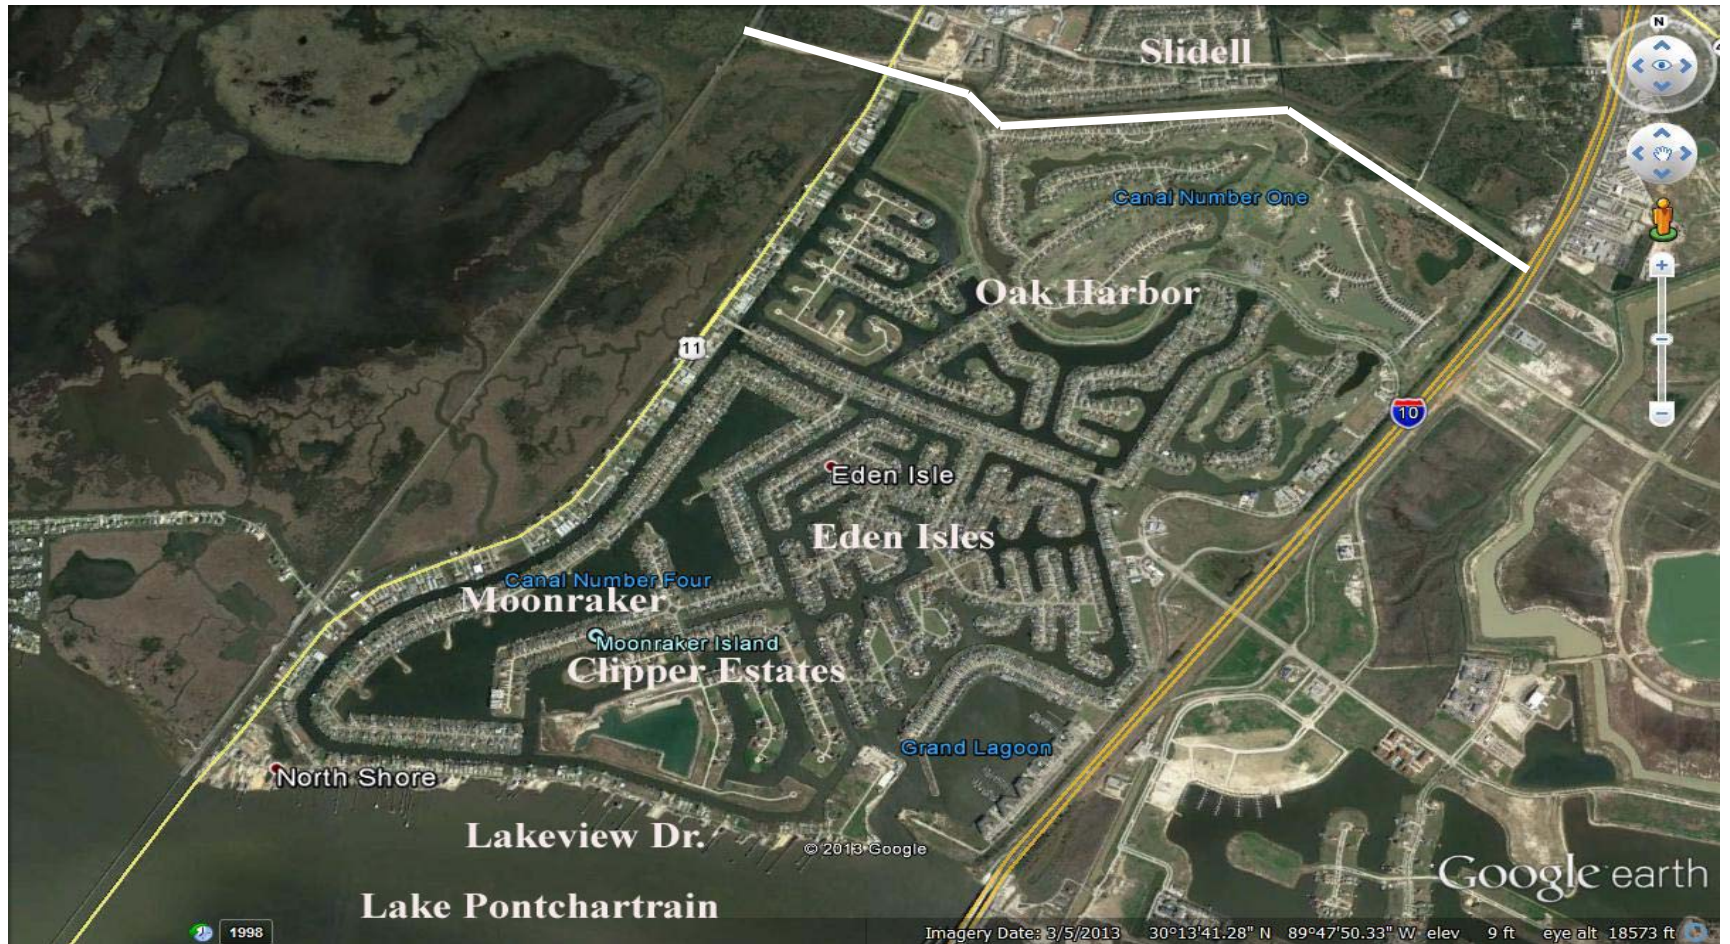 N
Slidell
Canal Number One
Oak Harbor
11
10
Eden Isle
Eden Isles
Canal Number Four
Moonraker
Moonraker Island
Clipper Estates
Grand Lagoon
North Shore
Lakeview Dr.
© 2013 Google
Google earth
Lake Pontchartrain
1998
Imagery Date: 3/5/2013 30°13'41.28" N 89°47'50.33" W elev 9 ft eye alt 18573 ft